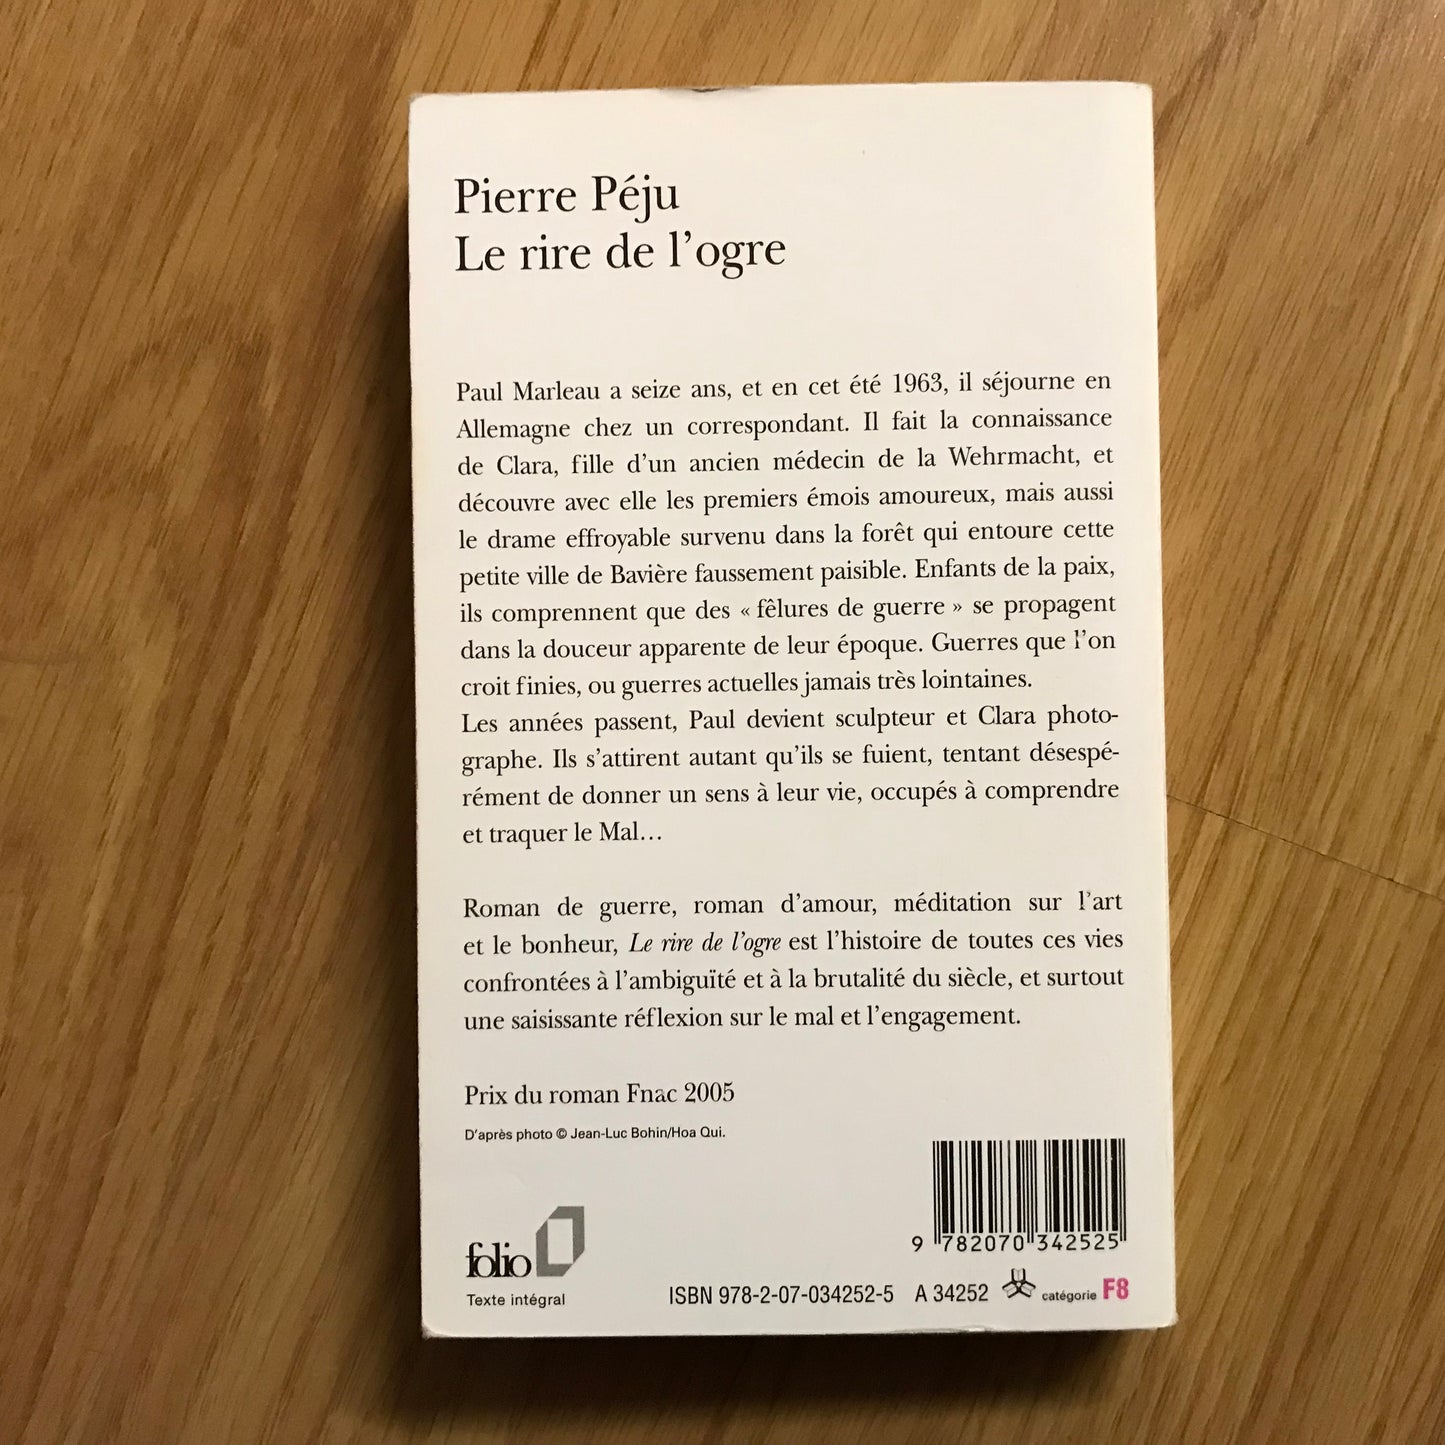 Pierre Péju
Le rire de l'ogre
Paul Marleau a seize ans, et en cet été 1963, il séjourne en
Allemagne chez un correspondant. Il fait la connaissance
de Clara, fille d'un ancien médecin de la Wehrmacht, et
découvre avec elle les premiers émois amoureux, mais aussi
le drame effroyable survenu dans la forêt qui entoure cette
petite ville de Bavière faussement paisible. Enfants de la paix,
ils comprennent que des « fêlures de guerre » se propagent
dans la douceur apparente de leur époque. Guerres que l'on
croit finies, ou guerres actuelles jamais très lointaines.
Les années passent, Paul devient sculpteur et Clara photo-
graphe. Ils s'attirent autant qu'ils se fuient, tentant désespé-
rément de donner un sens à leur vie, occupés à comprendre
et traquer le Mal…
Roman de guerre, roman d'amour, méditation sur l'art
et le bonheur, Le rire de l'ogre est l'histoire de toutes ces vies
confrontées à l'ambiguïté et à la brutalité du siècle, et surtout
une saisissante réflexion sur le mal et l'engagement.
Prix du roman Fnac 2005
D'après photo © Jean-Luc Bohin/Hoa Qui.
9 782070 342525
folio
Texte intégral
ISBN 978-2-07-034252-5 A 34252 catégorie F8